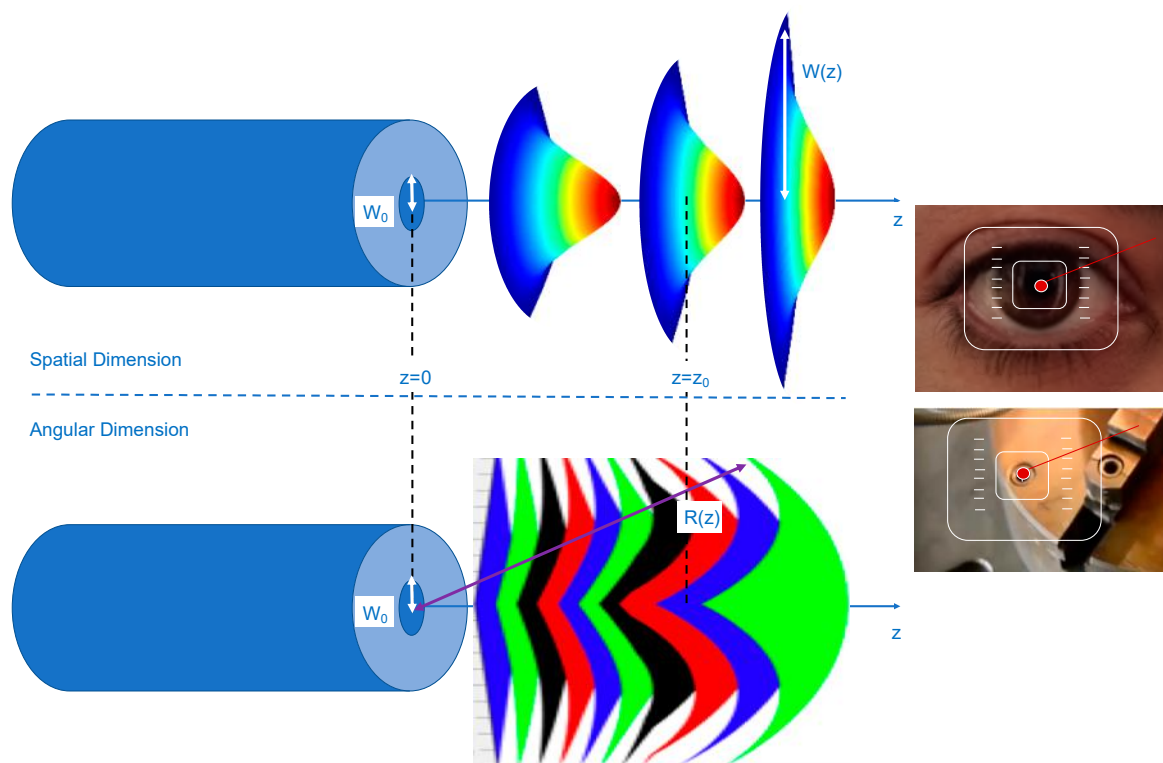 W(z)
W₀
z
Spatial Dimension
z=0
z=z₀
Angular Dimension
R(z)
W₀
z